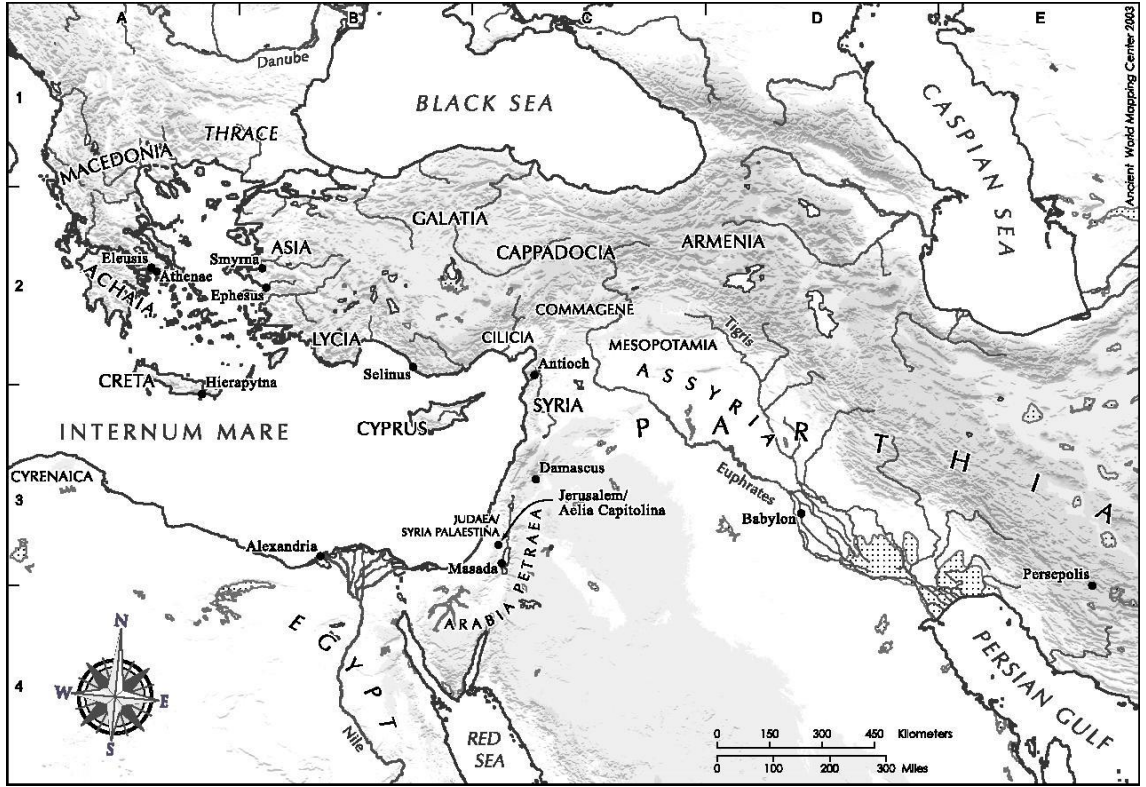 A B C D E
1
2
3
4
Ancient World Mapping Center 2003
Danube
BLACK SEA
CASPIAN SEA
THRACE
MACEDONIA
GALATIA
ASIA
CAPPADOCIA
ARMENIA
Eleusis
Athenae
ACHAIA
Smyrna
Ephesus
COMMAGENE
LYCIA
CILICIA
MESOPOTAMIA
Tigris
CRETA
Hierapytna
Selinus
Antioch
ASSYRIA
SYRIA
CYPRUS
INTERNUM MARE
PARTHIA
CYRENAICA
Damascus
Euphrates
Jerusalem/
Aelia Capitolina
JUDAEA/
SYRIA PALAESTINA
Babylon
Alexandria
Masada
ARABIA PETRAEA
Persepolis
EGYPT
Nile
RED
SEA
PERSIAN GULF
N
W E
S
0 150 300 450 Kilometers
0 100 200 300 Miles